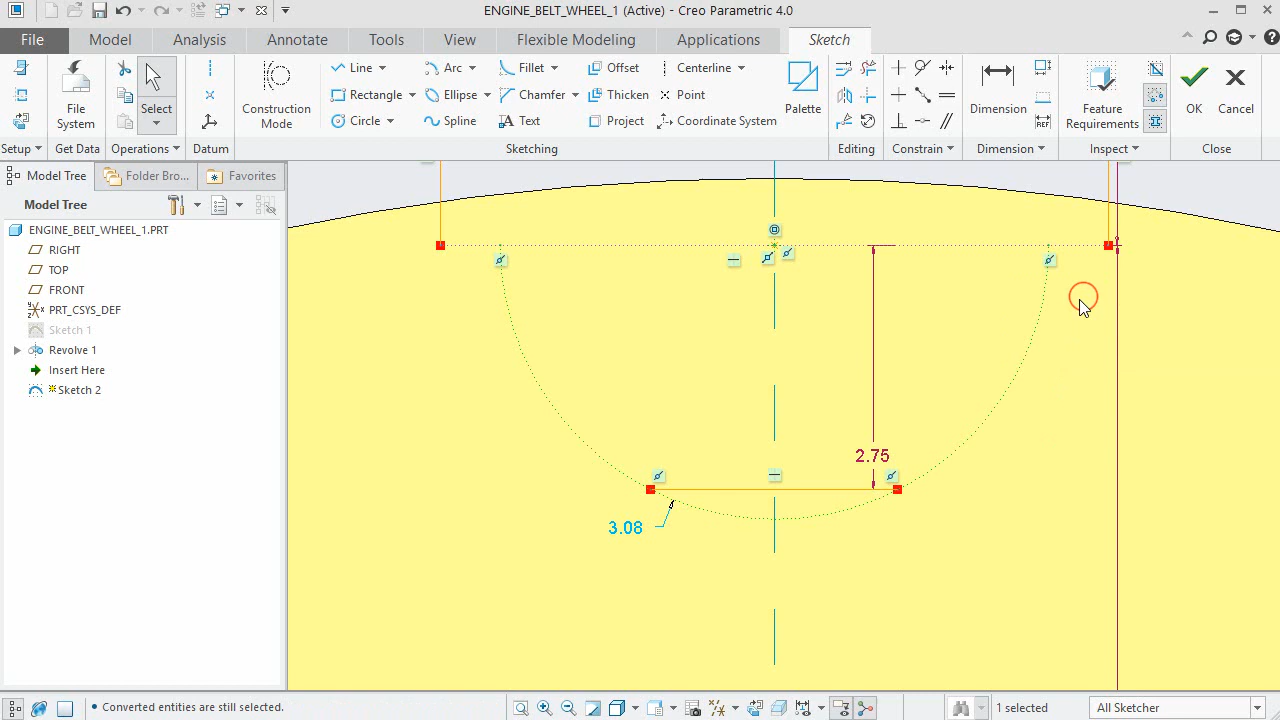 ENGINE_BELT_WHEEL_1 (Active) - Creo Parametric 4.0
File Model Analysis Annotate Tools View Flexible Modeling Applications Sketch
Line Arc Fillet Offset Centerline
Rectangle Ellipse Chamfer Thicken Point
Circle Spline Text Project Coordinate System
File System
Select
Construction Mode
Palette
Dimension
Feature Requirements
OK
Cancel
Setup Get Data Operations Datum Sketching Editing Constrain Dimension Inspect Close
Model Tree Folder Bro... Favorites
Model Tree
ENGINE_BELT_WHEEL_1.PRT
RIGHT
TOP
FRONT
PRT_CSYS_DEF
Sketch 1
Revolve 1
Insert Here
Sketch 2
2.75
3.08
Converted entities are still selected.
1 selected
All Sketcher